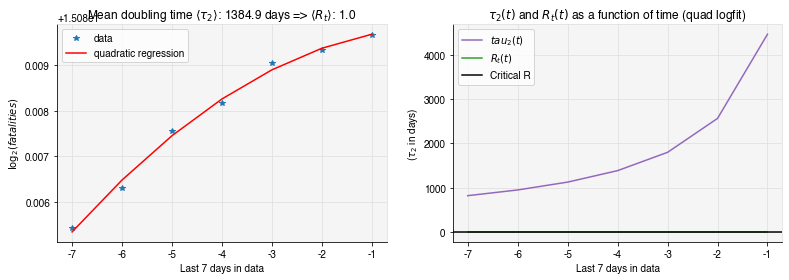 Mean doubling time ⟨τ₂⟩: 1384.9 days => ⟨Rₜ⟩: 1.0
data
quadratic regression
0.009
0.008
0.007
0.006
log₂(fatalities)
-7 -6 -5 -4 -3 -2 -1
Last 7 days in data
τ₂(t) and Rₜ(t) as a function of time (quad logfit)
tau₂(t)
Rₜ(t)
Critical R
4000
3000
2000
1000
0
(τ₂ in days)
-7 -6 -5 -4 -3 -2 -1
Last 7 days in data